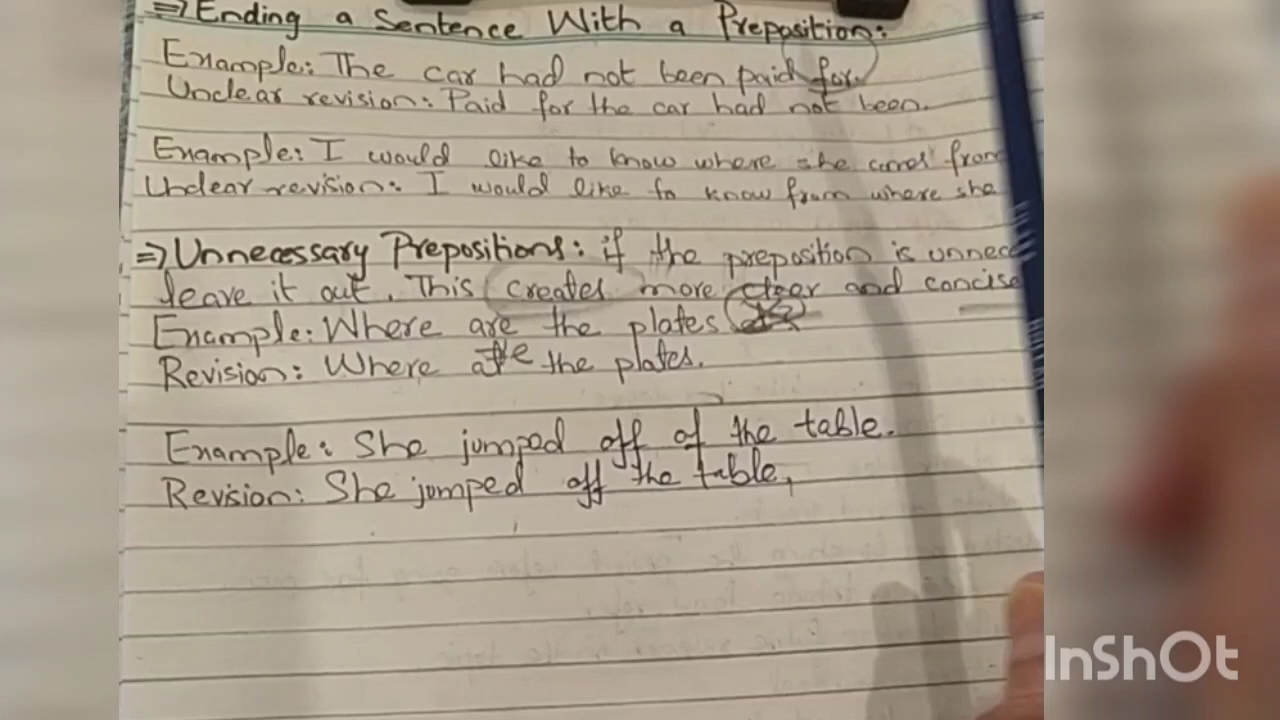 ⇒ Ending a Sentence With a Preposition:
Example: The car had not been paid for.
Unclear revision: Paid for the car had not been.
Example: I would like to know where she comes from
Unclear revision: I would like to know from where she
⇒ Unnecessary Prepositions: if the preposition is unnec
leave it out. This creates more clear and concise
Example: Where are the plates
Revision: Where are the plates.
Example: She jumped off of the table.
Revision: She jumped off the table,
InShOt